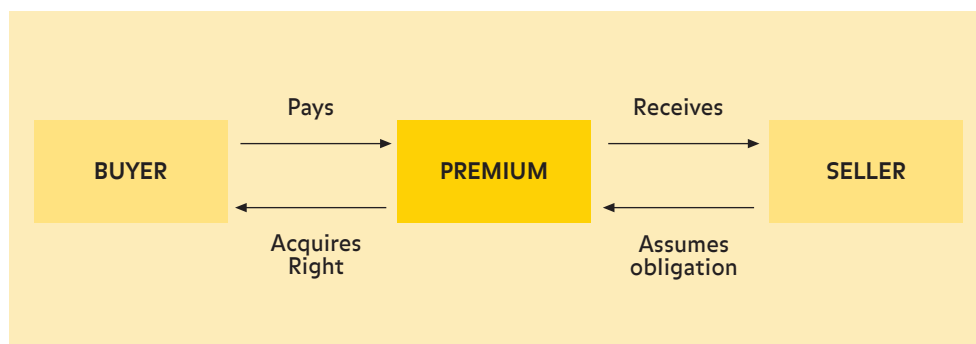 Pays
Receives
BUYER
PREMIUM
SELLER
Acquires
Right
Assumes
obligation